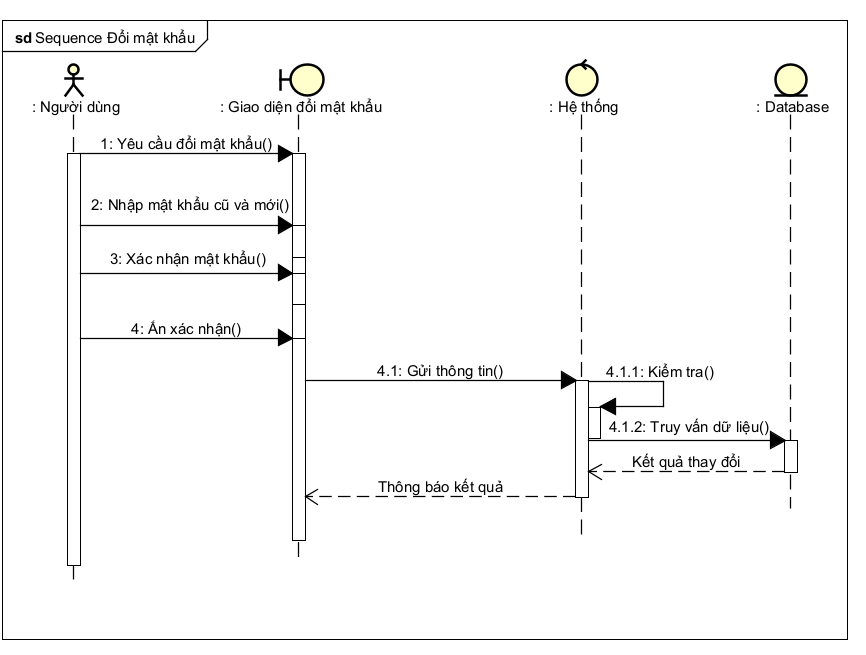 sd Sequence Đổi mật khẩu
: Người dùng
: Giao diện đổi mật khẩu
: Hệ thống
: Database
1: Yêu cầu đổi mật khẩu()
2: Nhập mật khẩu cũ và mới()
3: Xác nhận mật khẩu()
4: Ấn xác nhận()
4.1: Gửi thông tin()
4.1.1: Kiểm tra()
4.1.2: Truy vấn dữ liệu()
Kết quả thay đổi
Thông báo kết quả